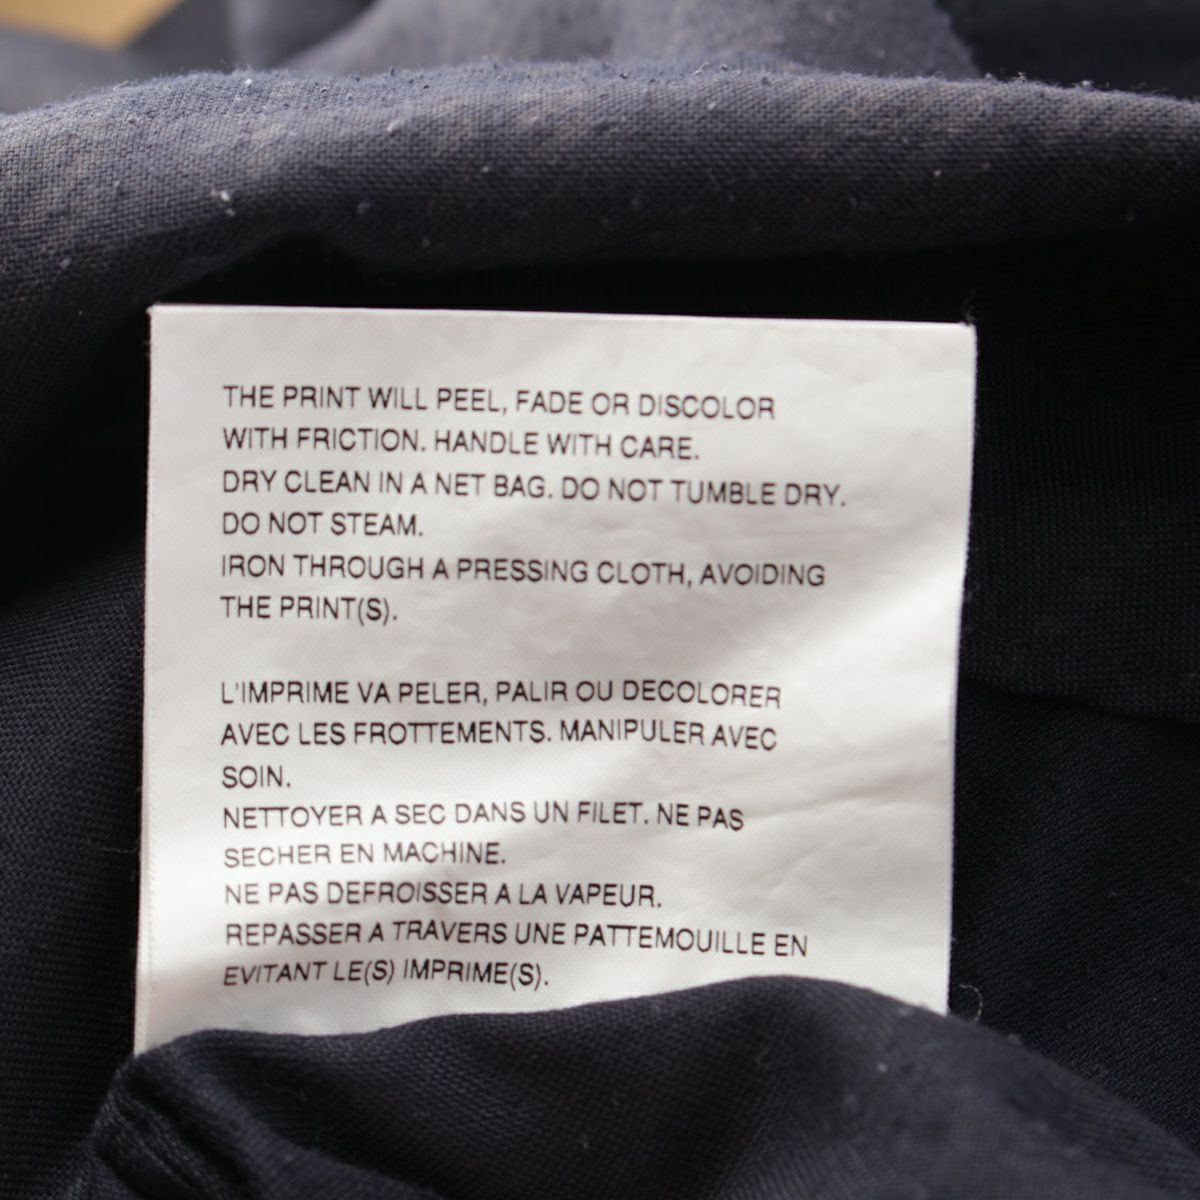 THE PRINT WILL PEEL, FADE OR DISCOLOR
WITH FRICTION. HANDLE WITH CARE.
DRY CLEAN IN A NET BAG. DO NOT TUMBLE DRY.
DO NOT STEAM.
IRON THROUGH A PRESSING CLOTH, AVOIDING
THE PRINT(S).
L'IMPRIME VA PELER, PALIR OU DECOLORER
AVEC LES FROTTEMENTS. MANIPULER AVEC
SOIN.
NETTOYER A SEC DANS UN FILET. NE PAS
SECHER EN MACHINE.
NE PAS DEFROISSER A LA VAPEUR.
REPASSER A TRAVERS UNE PATTEMOUILLE EN
EVITANT LE(S) IMPRIME(S).